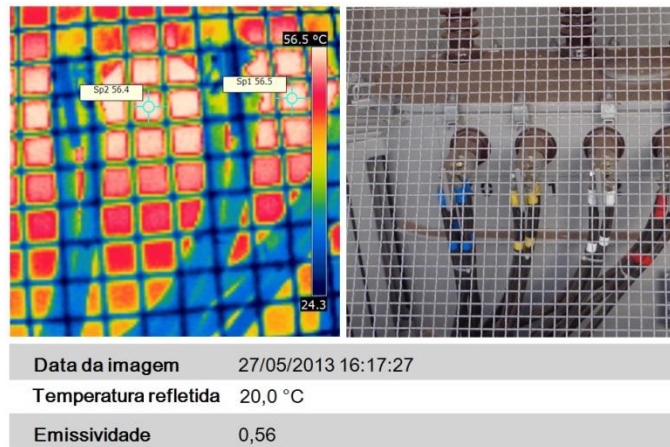 56.5 °C
Sp2 56.4
Sp1 56.5
24.3
Data da imagem 27/05/2013 16:17:27
Temperatura refletida 20,0 °C
Emissividade 0,56